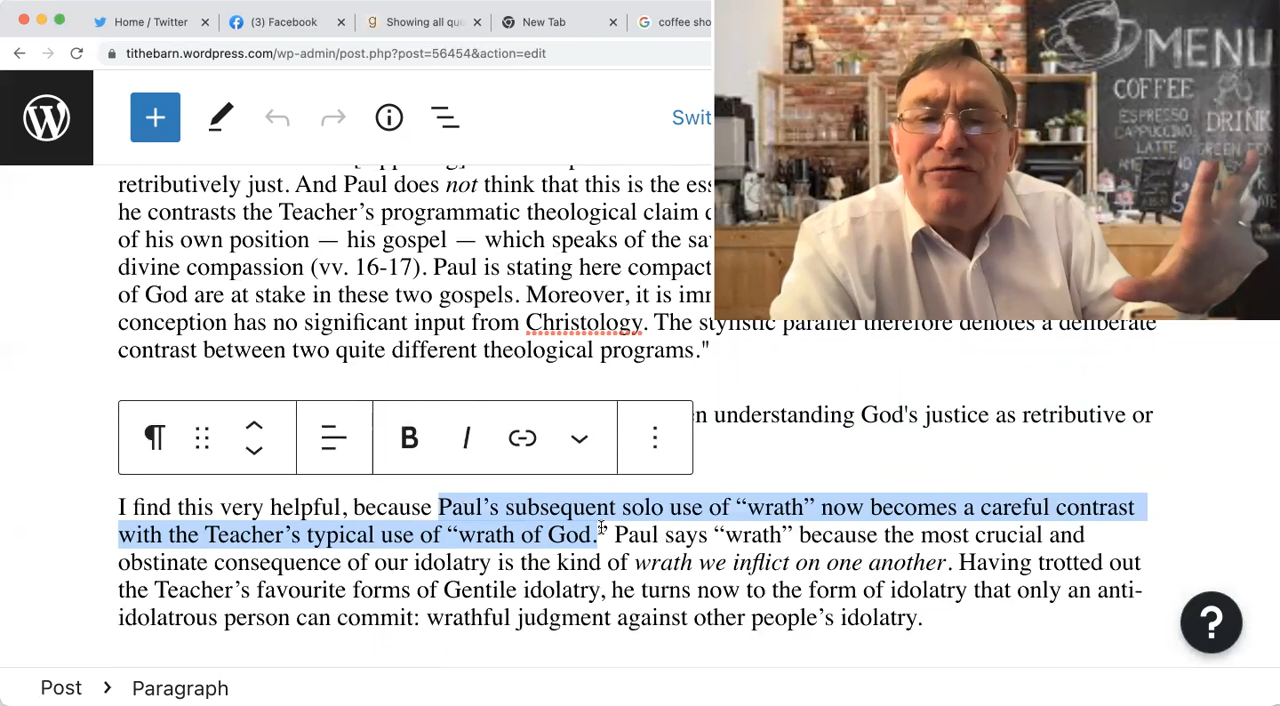 Home / Twitter
(3) Facebook
Showing all que
New Tab
coffee sho
tithebarn.wordpress.com/wp-admin/post.php?post=56454&action=edit
Swit
retributively just. And Paul does not think that this is the ess
he contrasts the Teacher’s programmatic theological claim
of his own position — his gospel — which speaks of the sa
divine compassion (vv. 16-17). Paul is stating here compact
of God are at stake in these two gospels. Moreover, it is im
conception has no significant input from Christology. The stylistic parallel therefore denotes a deliberate
contrast between two quite different theological programs."
n understanding God's justice as retributive or
B I
I find this very helpful, because Paul’s subsequent solo use of “wrath” now becomes a careful contrast
with the Teacher’s typical use of “wrath of God.” Paul says “wrath” because the most crucial and
obstinate consequence of our idolatry is the kind of wrath we inflict on one another. Having trotted out
the Teacher’s favourite forms of Gentile idolatry, he turns now to the form of idolatry that only an anti-
idolatrous person can commit: wrathful judgment against other people’s idolatry.
Post > Paragraph
MENU
COFFEE
ESPRESSO
CAPPUCCINO
LATTE
DRINK
GREEN